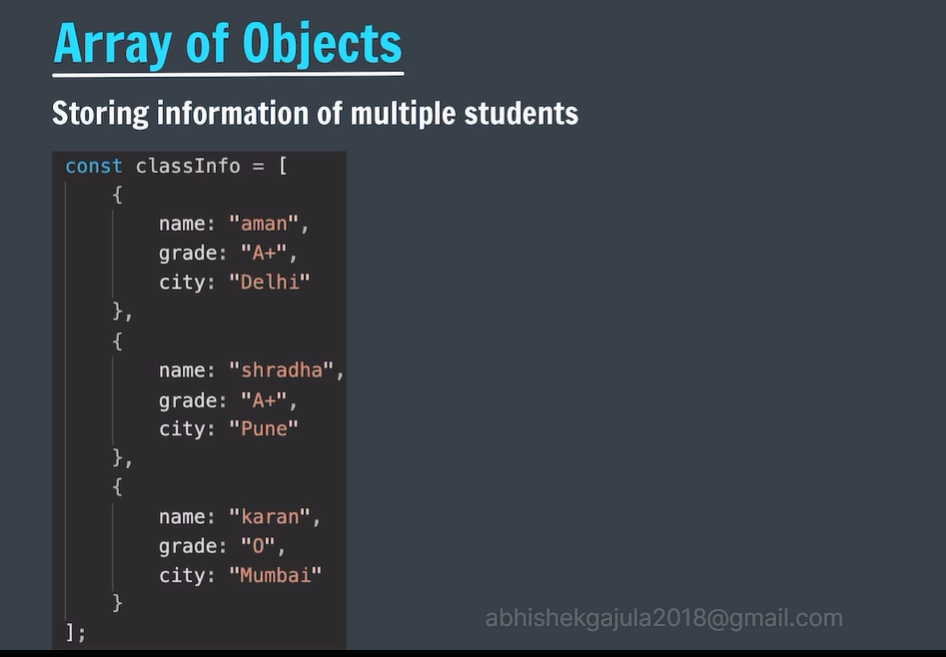 Array of Objects
Storing information of multiple students
const classInfo = [
    {
        name: "aman",
        grade: "A+",
        city: "Delhi"
    },
    {
        name: "shradha",
        grade: "A+",
        city: "Pune"
    },
    {
        name: "karan",
        grade: "O",
        city: "Mumbai"
    }
];
abhishekgajula2018@gmail.com